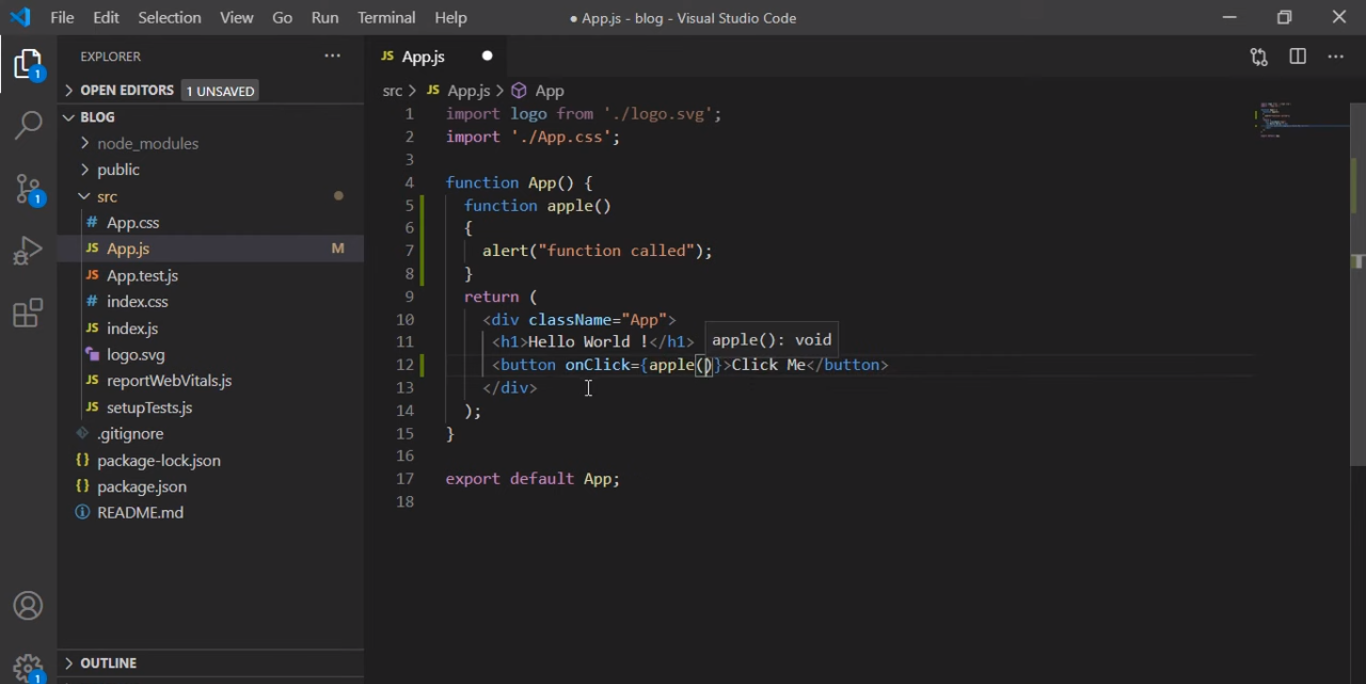 File Edit Selection View Go Run Terminal Help ● App.js - blog - Visual Studio Code
EXPLORER ···
JS App.js
OPEN EDITORS 1 UNSAVED
src > JS App.js > App
BLOG
node_modules
public
src
# App.css
JS App.js M
JS App.test.js
# index.css
JS index.js
logo.svg
JS reportWebVitals.js
JS setupTests.js
.gitignore
{} package-lock.json
{} package.json
README.md
OUTLINE
1
1
1
1 import logo from './logo.svg';
2 import './App.css';
3
4 function App() {
5 function apple()
6 {
7 alert("function called");
8 }
9 return (
10 <div className="App">
11 <h1>Hello World !</h1>
apple(): void
12 <button onClick={apple()}>Click Me</button>
13 </div>
14 );
15 }
16
17 export default App;
18